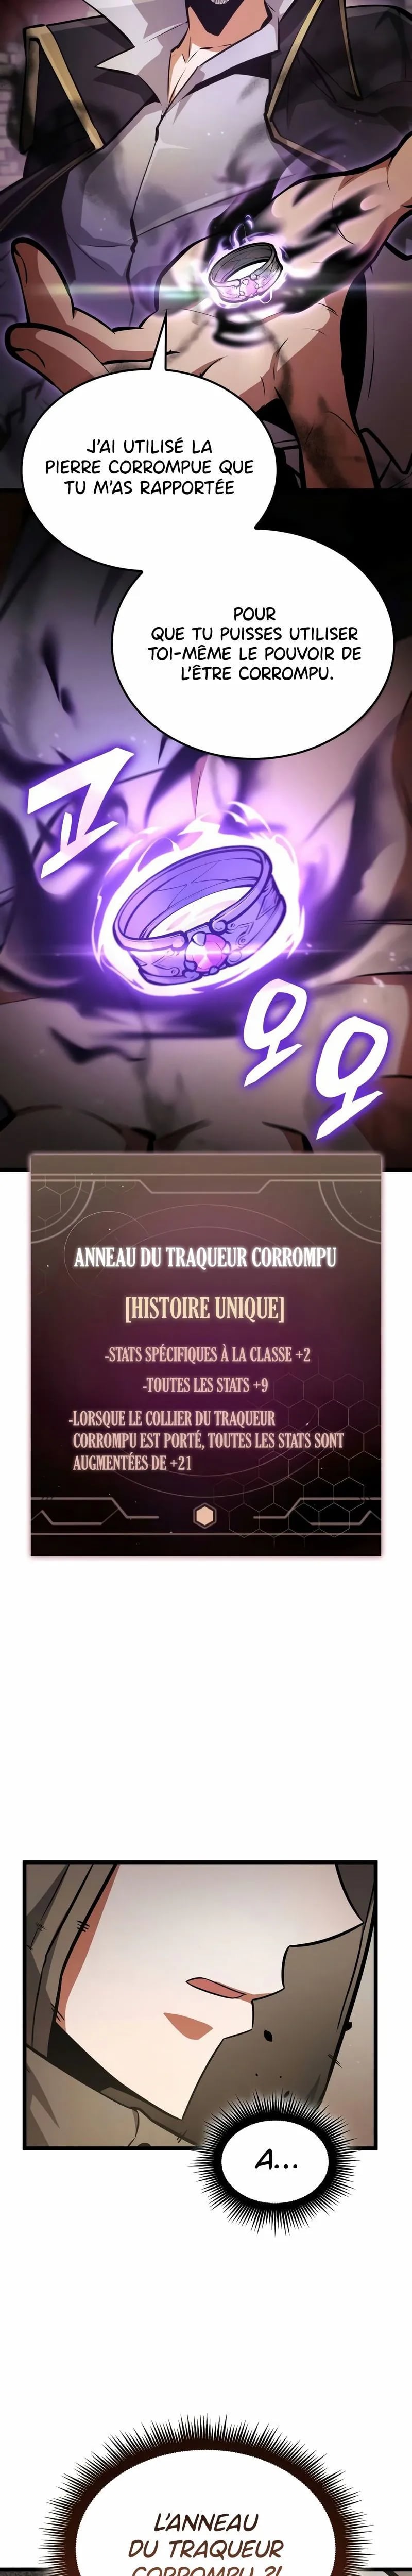 J'AI UTILISÉ LA
PIERRE CORROMPUE QUE
TU M'AS RAPPORTÉE
POUR
QUE TU PUISSES UTILISER
TOI-MÊME LE POUVOIR DE
L'ÊTRE CORROMPU.
고
오
오
ANNEAU DU TRAQUEUR CORROMPU
[HISTOIRE UNIQUE]
-STATS SPÉCIFIQUES À LA CLASSE +2
-TOUTES LES STATS +9
-LORSQUE LE COLLIER DU TRAQUEUR
CORROMPU EST PORTÉ, TOUTES LES STATS SONT
AUGMENTÉES DE +21
A...
L'ANNEAU
DU TRAQUEUR
CORROMPU ?!